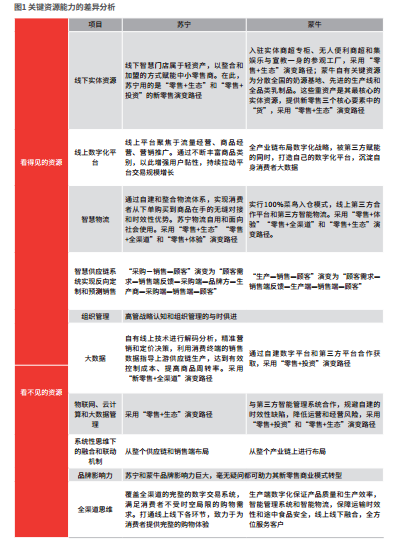 图1 关键资源能力的差异分析
项目 苏宁 蒙牛
看得见的资源
线下实体资源
线下智慧门店属于轻资产，以整合和
加盟的方式赋能中小零售商。在此，
苏宁用的是“零售+生态”和“零售+
投资”的新零售演变路径
入驻实体商超专柜、无人便利商超和集
娱乐与宣教一身的参观工厂，采用“零
售+生态”演变路径；蒙牛自有关键资源
为分散全国的奶源基地、先进的生产线和
全品类乳制品。这些重资产是其最核心的
实体资源，提供新零售三个核心要素中的
“货”，采用“零售+投资”演变路径
线上数字化平
台
线上平台聚焦于流量经营、商品经
营、营销推广。通过不断丰富商品类
别，以此增强用户黏性，持续拉动平
台交易规模增长
全产业链布局数字化战略，被第三方赋能
的同时，打造自己的数字化平台，沉淀自
身消费者大数据
智慧物流
通过自建和整合物流体系，实现消费
者从下单购买到商品在手的无缝对接
和时效性优势。苏宁物流自用和面向
社会使用。采用“零售+生态”“零售
+全渠道”和“零售+体验”演变路径
实行100%菜鸟入仓模式，线上第三方合
作平台和第三方智能物流。采用“零售+体
验”“零售+全渠道”和“零售+生态”演
变路径。
智慧供应链系
统实现反向定
制和预测销售
“采购—销售—顾客”演变为“顾客需
求—销售端反馈—采购端—品牌方—生
产商—采购端—销售端—顾客”
“生产—销售—顾客”演变为“顾客需求—
销售端反馈—生产端—销售端—顾客”
看不见的资源
组织管理 高管战略认知和组织管理的与时俱进
大数据
自有线上技术进行解码分析，精准营
销和定价决策，利用消费终端的销售
数据指导上游供应链生产，达到有效
控制成本、提高商品周转率。采用
“新零售+全渠道”演变路径
通过自建数字平台和第三方平台合作获
取，采用“零售+投资”演变路径
物联网、云计
算和大数据管
理
采用“零售+生态”演变路径
与第三方智能管理系统合作，规避自建的
时效性缺陷，降低运营和经营风险，采用
“零售+投资”和“零售+生态”演变路径
系统性思维下
的融合和联动
机制
从整个供应链和销售端布局
从整个产业链上进行布局
品牌影响力 苏宁和蒙牛品牌影响力巨大，毫无疑问都可助力其新零售商业模式转型
全渠道思维
覆盖全渠道的完整的数字交易系统，
满足消费者不受时空局限的购物需
求。打通线上线下各环节，致力于为
消费者提供完整的购物体验
生产端数字化保证产品质量和生产效率，
智能管理系统和智能物流，保障运输时效
性和途中食品安全，线上线下融合，全方
位服务客户